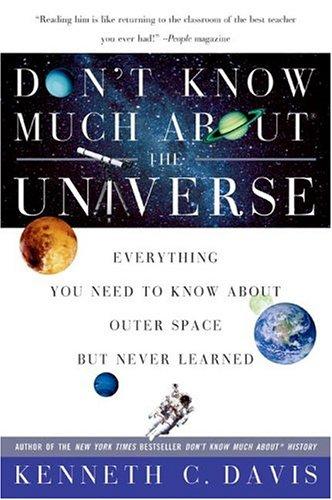 “Reading him is like returning to the classroom of the best teacher
you ever had!” --People magazine
DON'T KNOW
MUCH ABOUT®
THE
UNIVERSE
EVERYTHING
YOU NEED TO KNOW ABOUT
OUTER SPACE
BUT NEVER LEARNED
AUTHOR OF THE NEW YORK TIMES BESTSELLER DON'T KNOW MUCH ABOUT® HISTORY
KENNETH C. DAVIS